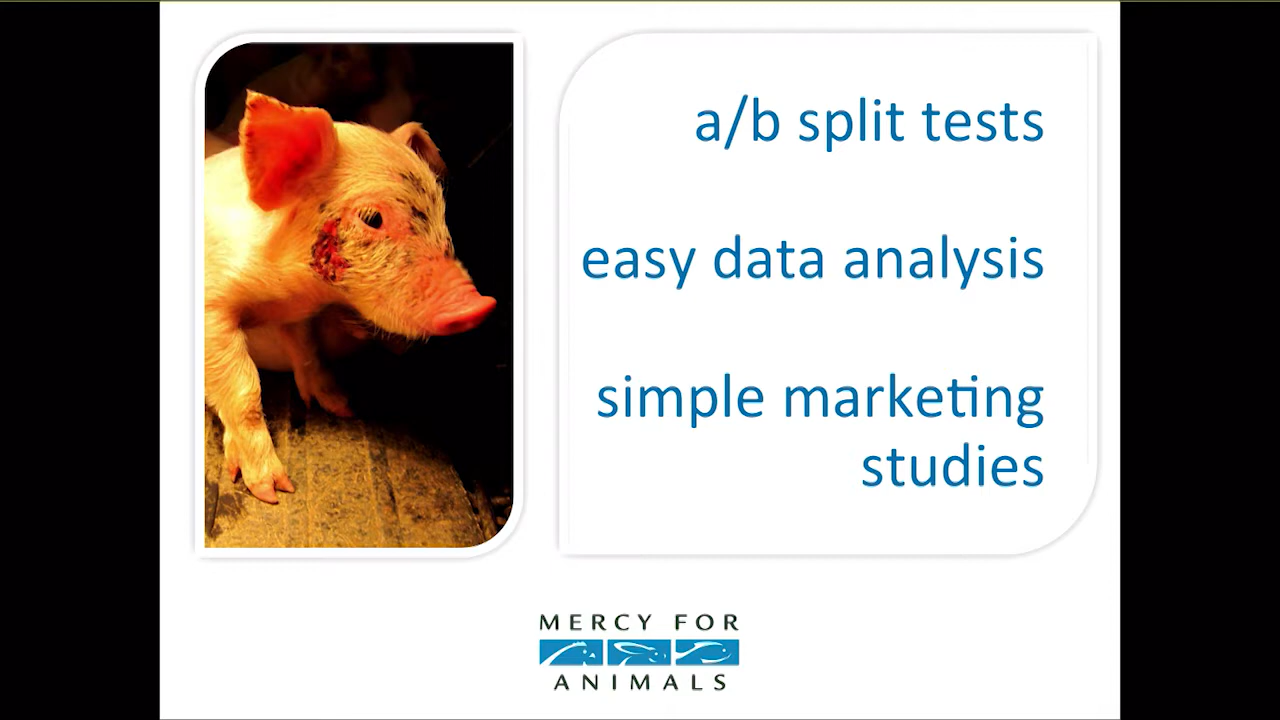 a/b split tests
easy data analysis
simple marketing
studies
MERCY FOR
ANIMALS